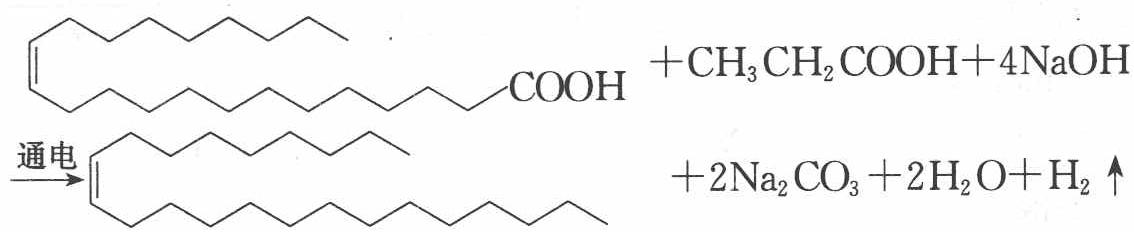 COOH +CH₃CH₂COOH+4NaOH
通电 +2Na₂CO₃+2H₂O+H₂↑